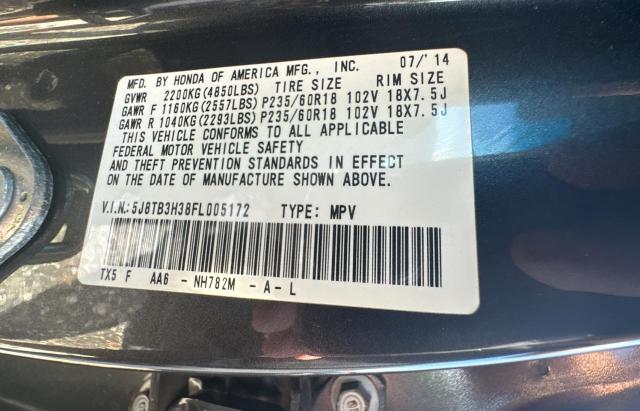 MFD. BY HONDA OF AMERICA MFG., INC. 07/'14
GVWR 2200KG(4850LBS) TIRE SIZE RIM SIZE
GAWR F 1160KG(2557LBS)P235/60R18 102V 18X7.5J
GAWR R 1040KG(2293LBS)P235/60R18 102V 18X7.5J
THIS VEHICLE CONFORMS TO ALL APPLICABLE
FEDERAL MOTOR VEHICLE SAFETY
AND THEFT PREVENTION STANDARDS IN EFFECT
ON THE DATE OF MANUFACTURE SHOWN ABOVE.
V.I.N.:5J8TB3H38FL005172 TYPE: MPV
TX5 F AA6 - NH782M - A - L